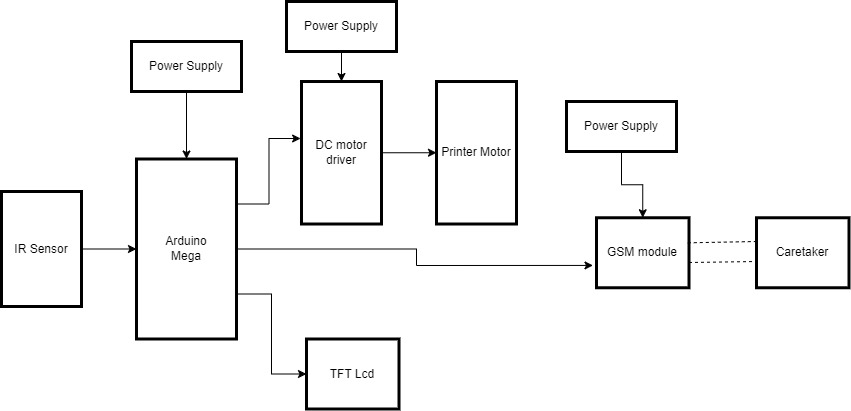 Power Supply
Power Supply
DC motor
driver
Printer Motor
Power Supply
IR Sensor
Arduino
Mega
GSM module
Caretaker
TFT Lcd